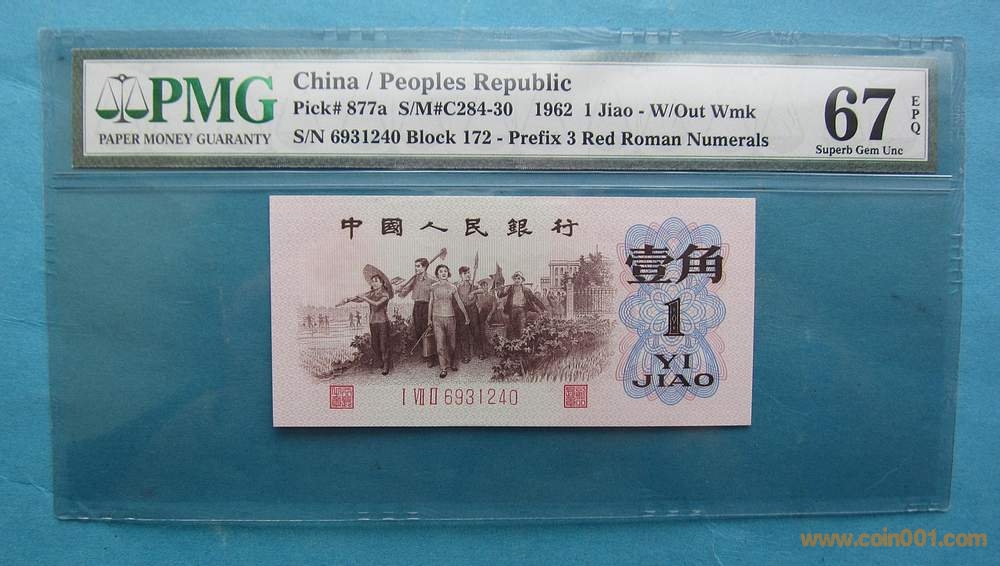 PMG
PAPER MONEY GUARANTY
China / Peoples Republic
Pick# 877a S/M#C284-30 1962 1 Jiao - W/Out Wmk
S/N 6931240 Block 172 - Prefix 3 Red Roman Numerals
67
EPQ
Superb Gem Unc
中國人民銀行
壹角
1
YI
JIAO
I VII II 6931240
www.coin001.com